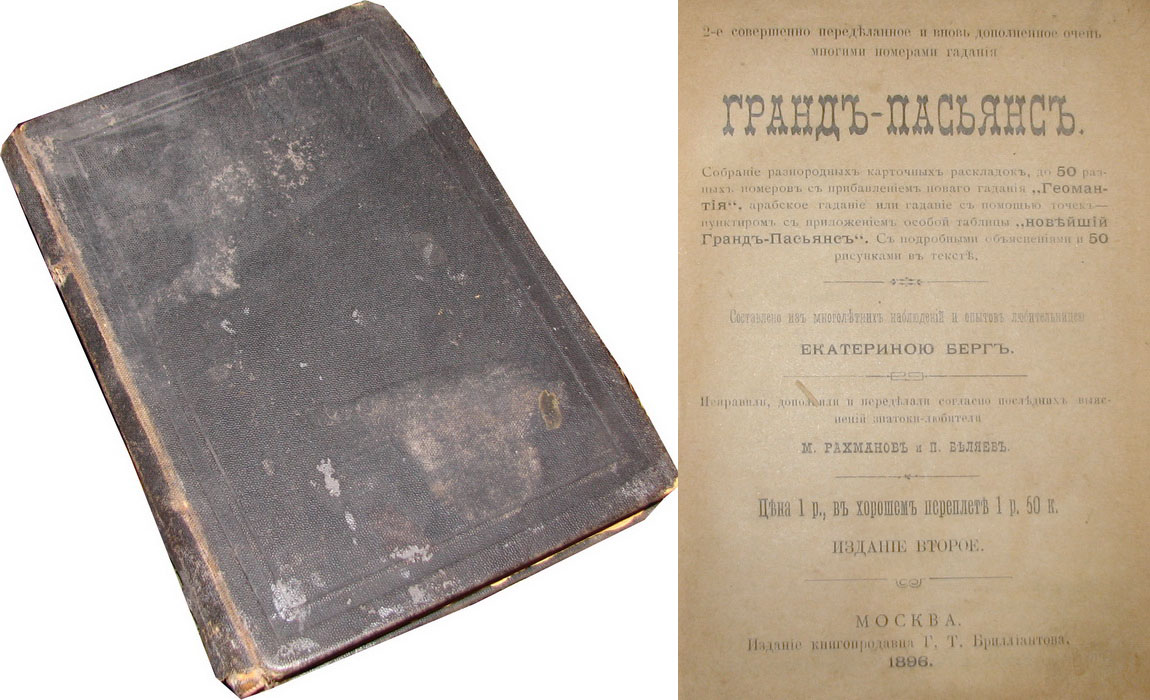 2-е совершенно передѣланное и вновь дополненное очень
многими номерами гаданія
ГРАНДЪ-ПАСЬЯНСЪ.
Собраніе разнородныхъ карточныхъ раскладокъ, до 50 раз-
ныхъ номеровъ съ прибавленіемъ новаго гаданія „Геоман-
тія“, арабское гаданіе или гаданіе съ помощью точекъ—
пунктиромъ съ приложеніемъ особой таблицы „новѣйшій
Грандъ-Пасьянсъ“. Съ подробными объясненіями и 50
рисунками въ текстѣ.
Составлено изъ многолѣтнихъ наблюденій и опытовъ любительницею
ЕКАТЕРИНОЮ БЕРГЪ.
Исправили, дополнили и передѣлали согласно послѣднихъ выяс-
неній знатоки-любители
М. РАХМАНОВЪ и П. БѢЛЯЕВЪ.
Цѣна 1 р., въ хорошемъ переплетѣ 1 р. 50 к.
ИЗДАНІЕ ВТОРОЕ.
МОСКВА.
Изданіе книгопродавца Г. Т. Брилліантова.
1896.